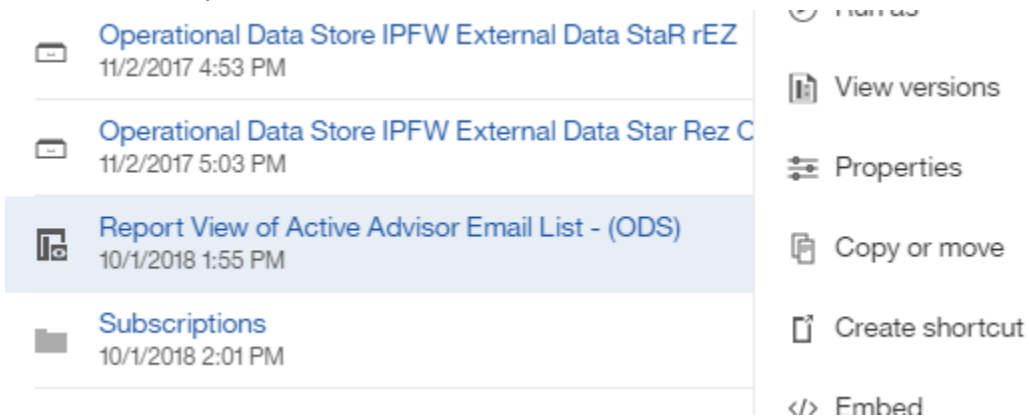 Operational Data Store IPFW External Data StaR rEZ
11/2/2017 4:53 PM
Operational Data Store IPFW External Data Star Rez C
11/2/2017 5:03 PM
Report View of Active Advisor Email List - (ODS)
10/1/2018 1:55 PM
Subscriptions
10/1/2018 2:01 PM
Run as
View versions
Properties
Copy or move
Create shortcut
Embed